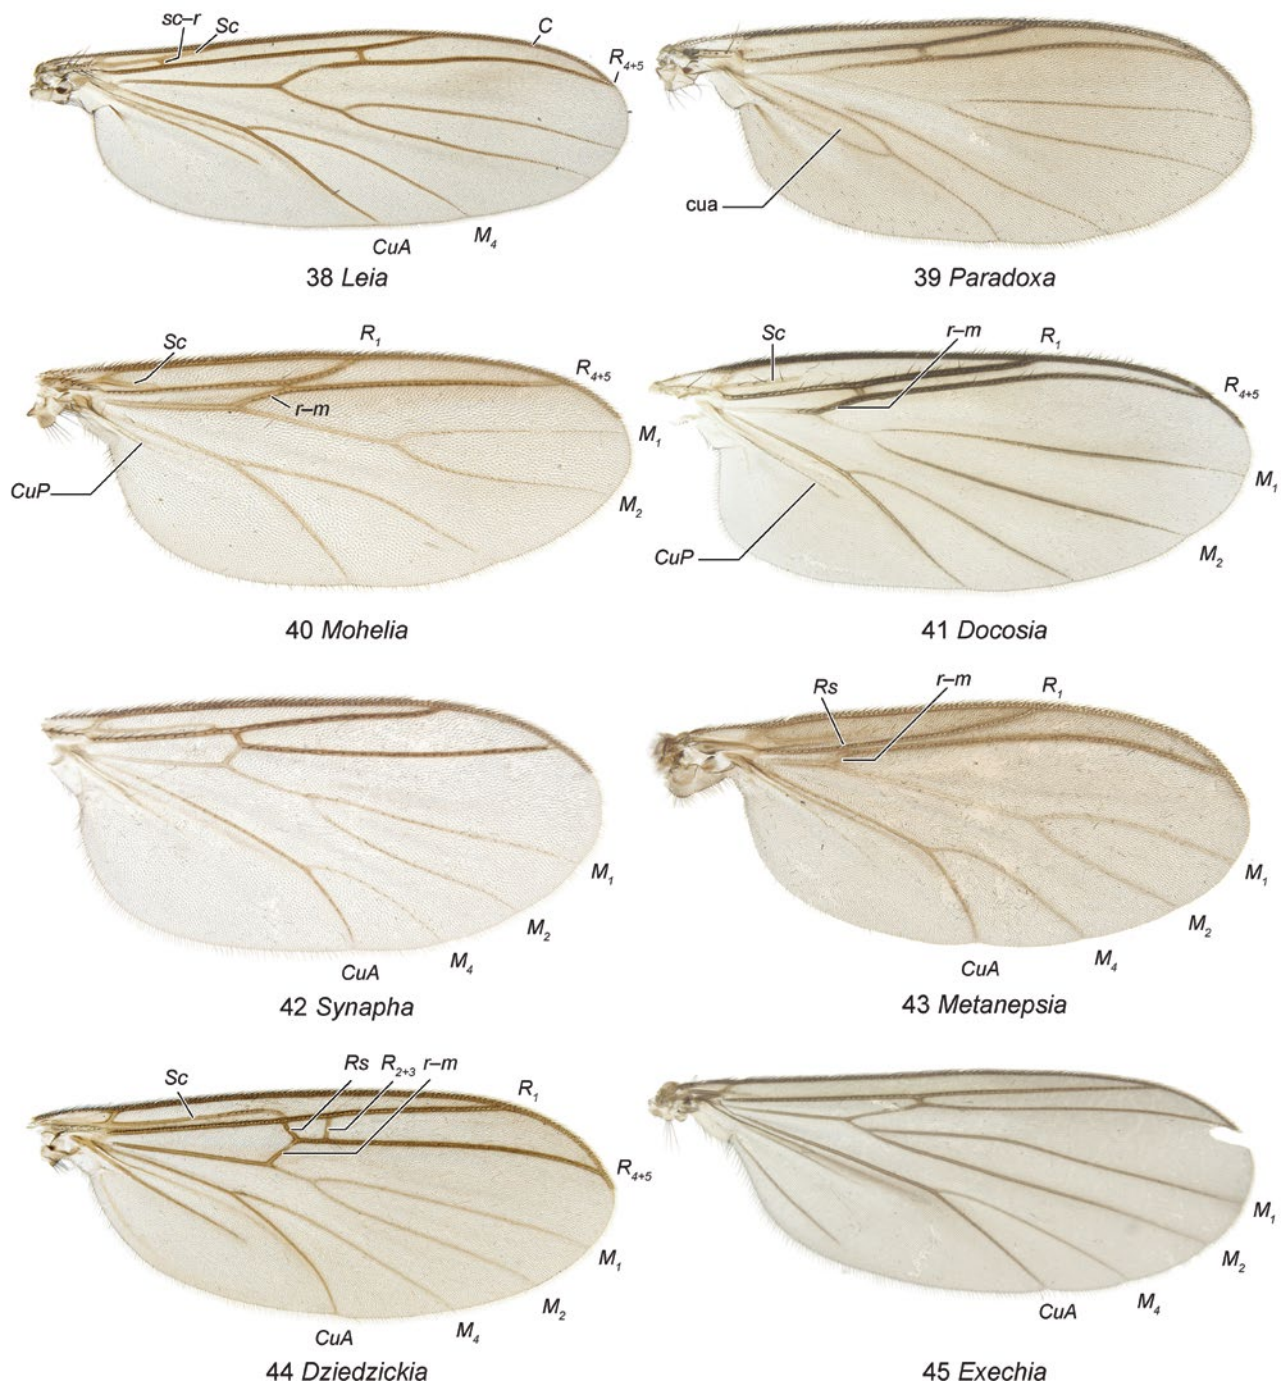 sc–r
Sc
C
R4+5
CuA
M4
38 Leia
cua
39 Paradoxa
Sc
R1
R4+5
r–m
M1
CuP
M2
40 Mohelia
Sc
r–m
R1
R4+5
M1
CuP
M2
41 Docosia
M1
M2
M4
CuA
42 Synapha
Rs
r–m
R1
M1
M2
M4
CuA
43 Metanepsia
Sc
Rs
R2+3
r–m
R1
R4+5
M1
M2
M4
CuA
44 Dziedzickia
M1
M2
M4
CuA
45 Exechia